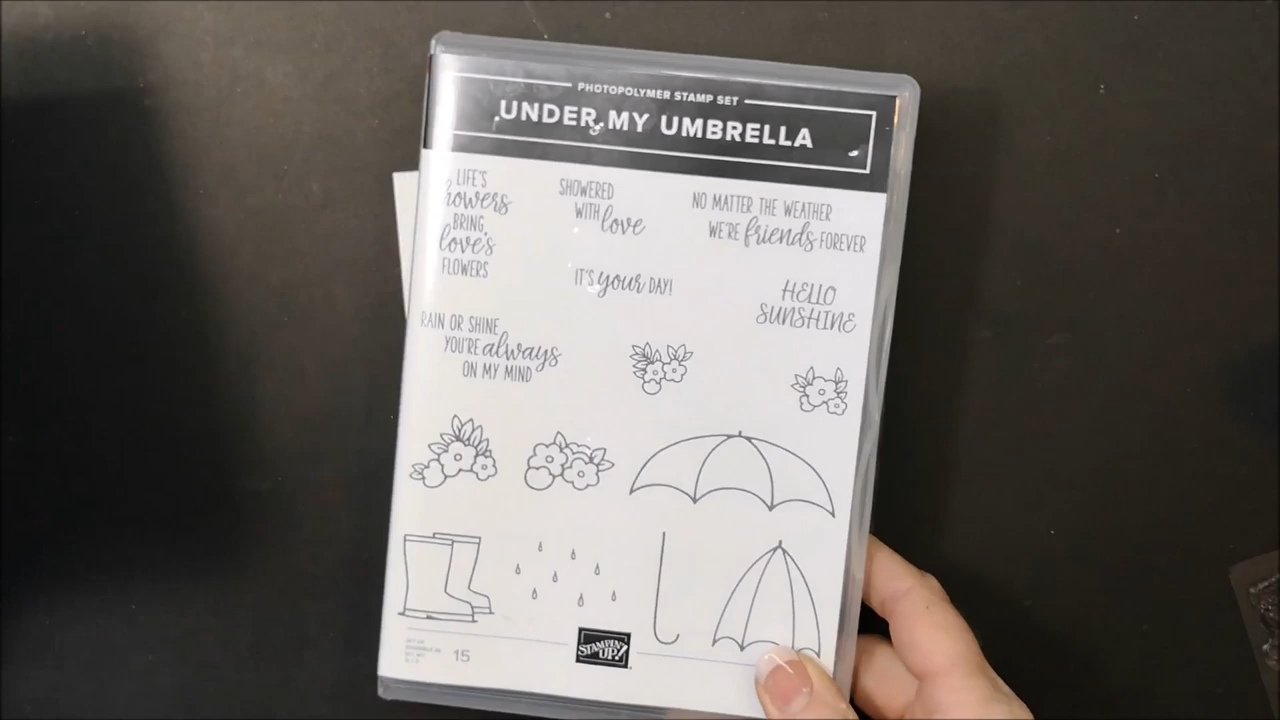 PHOTOPOLYMER STAMP SET
UNDER MY UMBRELLA
LIFE'S
showers
BRING
love's
FLOWERS
SHOWERED
WITH love
NO MATTER THE WEATHER
WE'RE friends FOREVER
IT'S your DAY!
HELLO
SUNSHINE
RAIN OR SHINE
YOU'RE always
ON MY MIND
15
STAMPIN' UP!